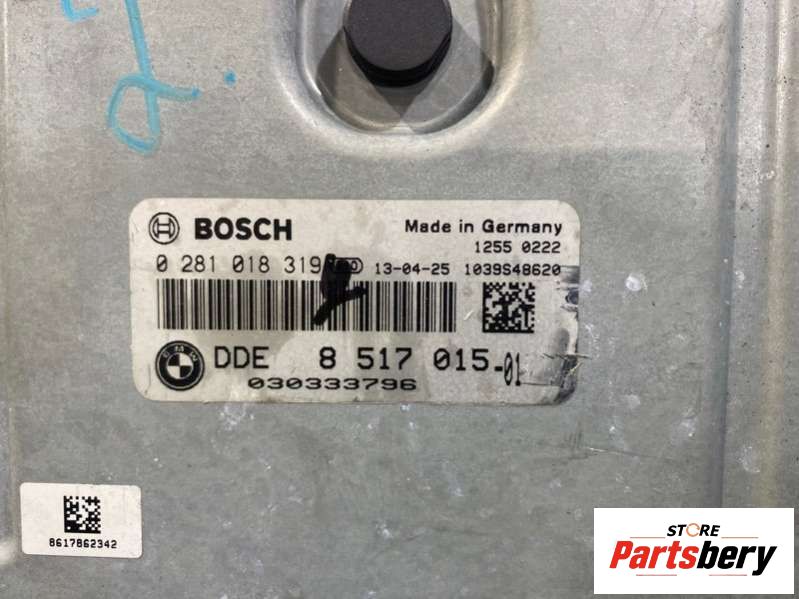 BOSCH
Made in Germany
1255 0222
0 281 018 319
13-04-25 1039S48620
BMW
DDE 8 517 015-01
030333796
8617862342
STORE
Partsbery